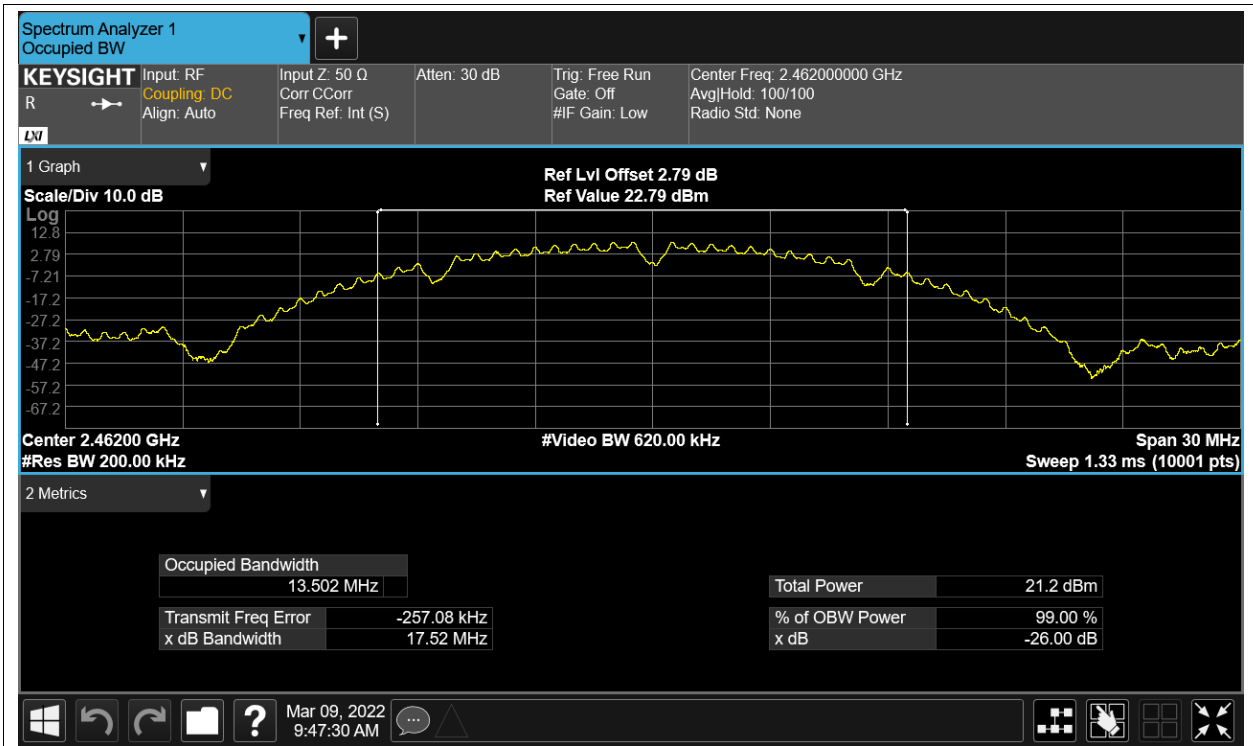 Spectrum Analyzer 1
Occupied BW
KEYSIGHT
R
LXI
Input: RF
Coupling: DC
Align: Auto
Input Z: 50 Ω
Corr CCorr
Freq Ref: Int (S)
Atten: 30 dB
Trig: Free Run
Gate: Off
#IF Gain: Low
Center Freq: 2.462000000 GHz
Avg|Hold: 100/100
Radio Std: None
1 Graph
Scale/Div 10.0 dB
Ref Lvl Offset 2.79 dB
Ref Value 22.79 dBm
Log
12.8
2.79
-7.21
-17.2
-27.2
-37.2
-47.2
-57.2
-67.2
Center 2.46200 GHz
#Video BW 620.00 kHz
Span 30 MHz
#Res BW 200.00 kHz
Sweep 1.33 ms (10001 pts)
2 Metrics
Occupied Bandwidth
13.502 MHz
Total Power 21.2 dBm
Transmit Freq Error -257.08 kHz
% of OBW Power 99.00 %
x dB Bandwidth 17.52 MHz
x dB -26.00 dB
?
Mar 09, 2022
9:47:30 AM